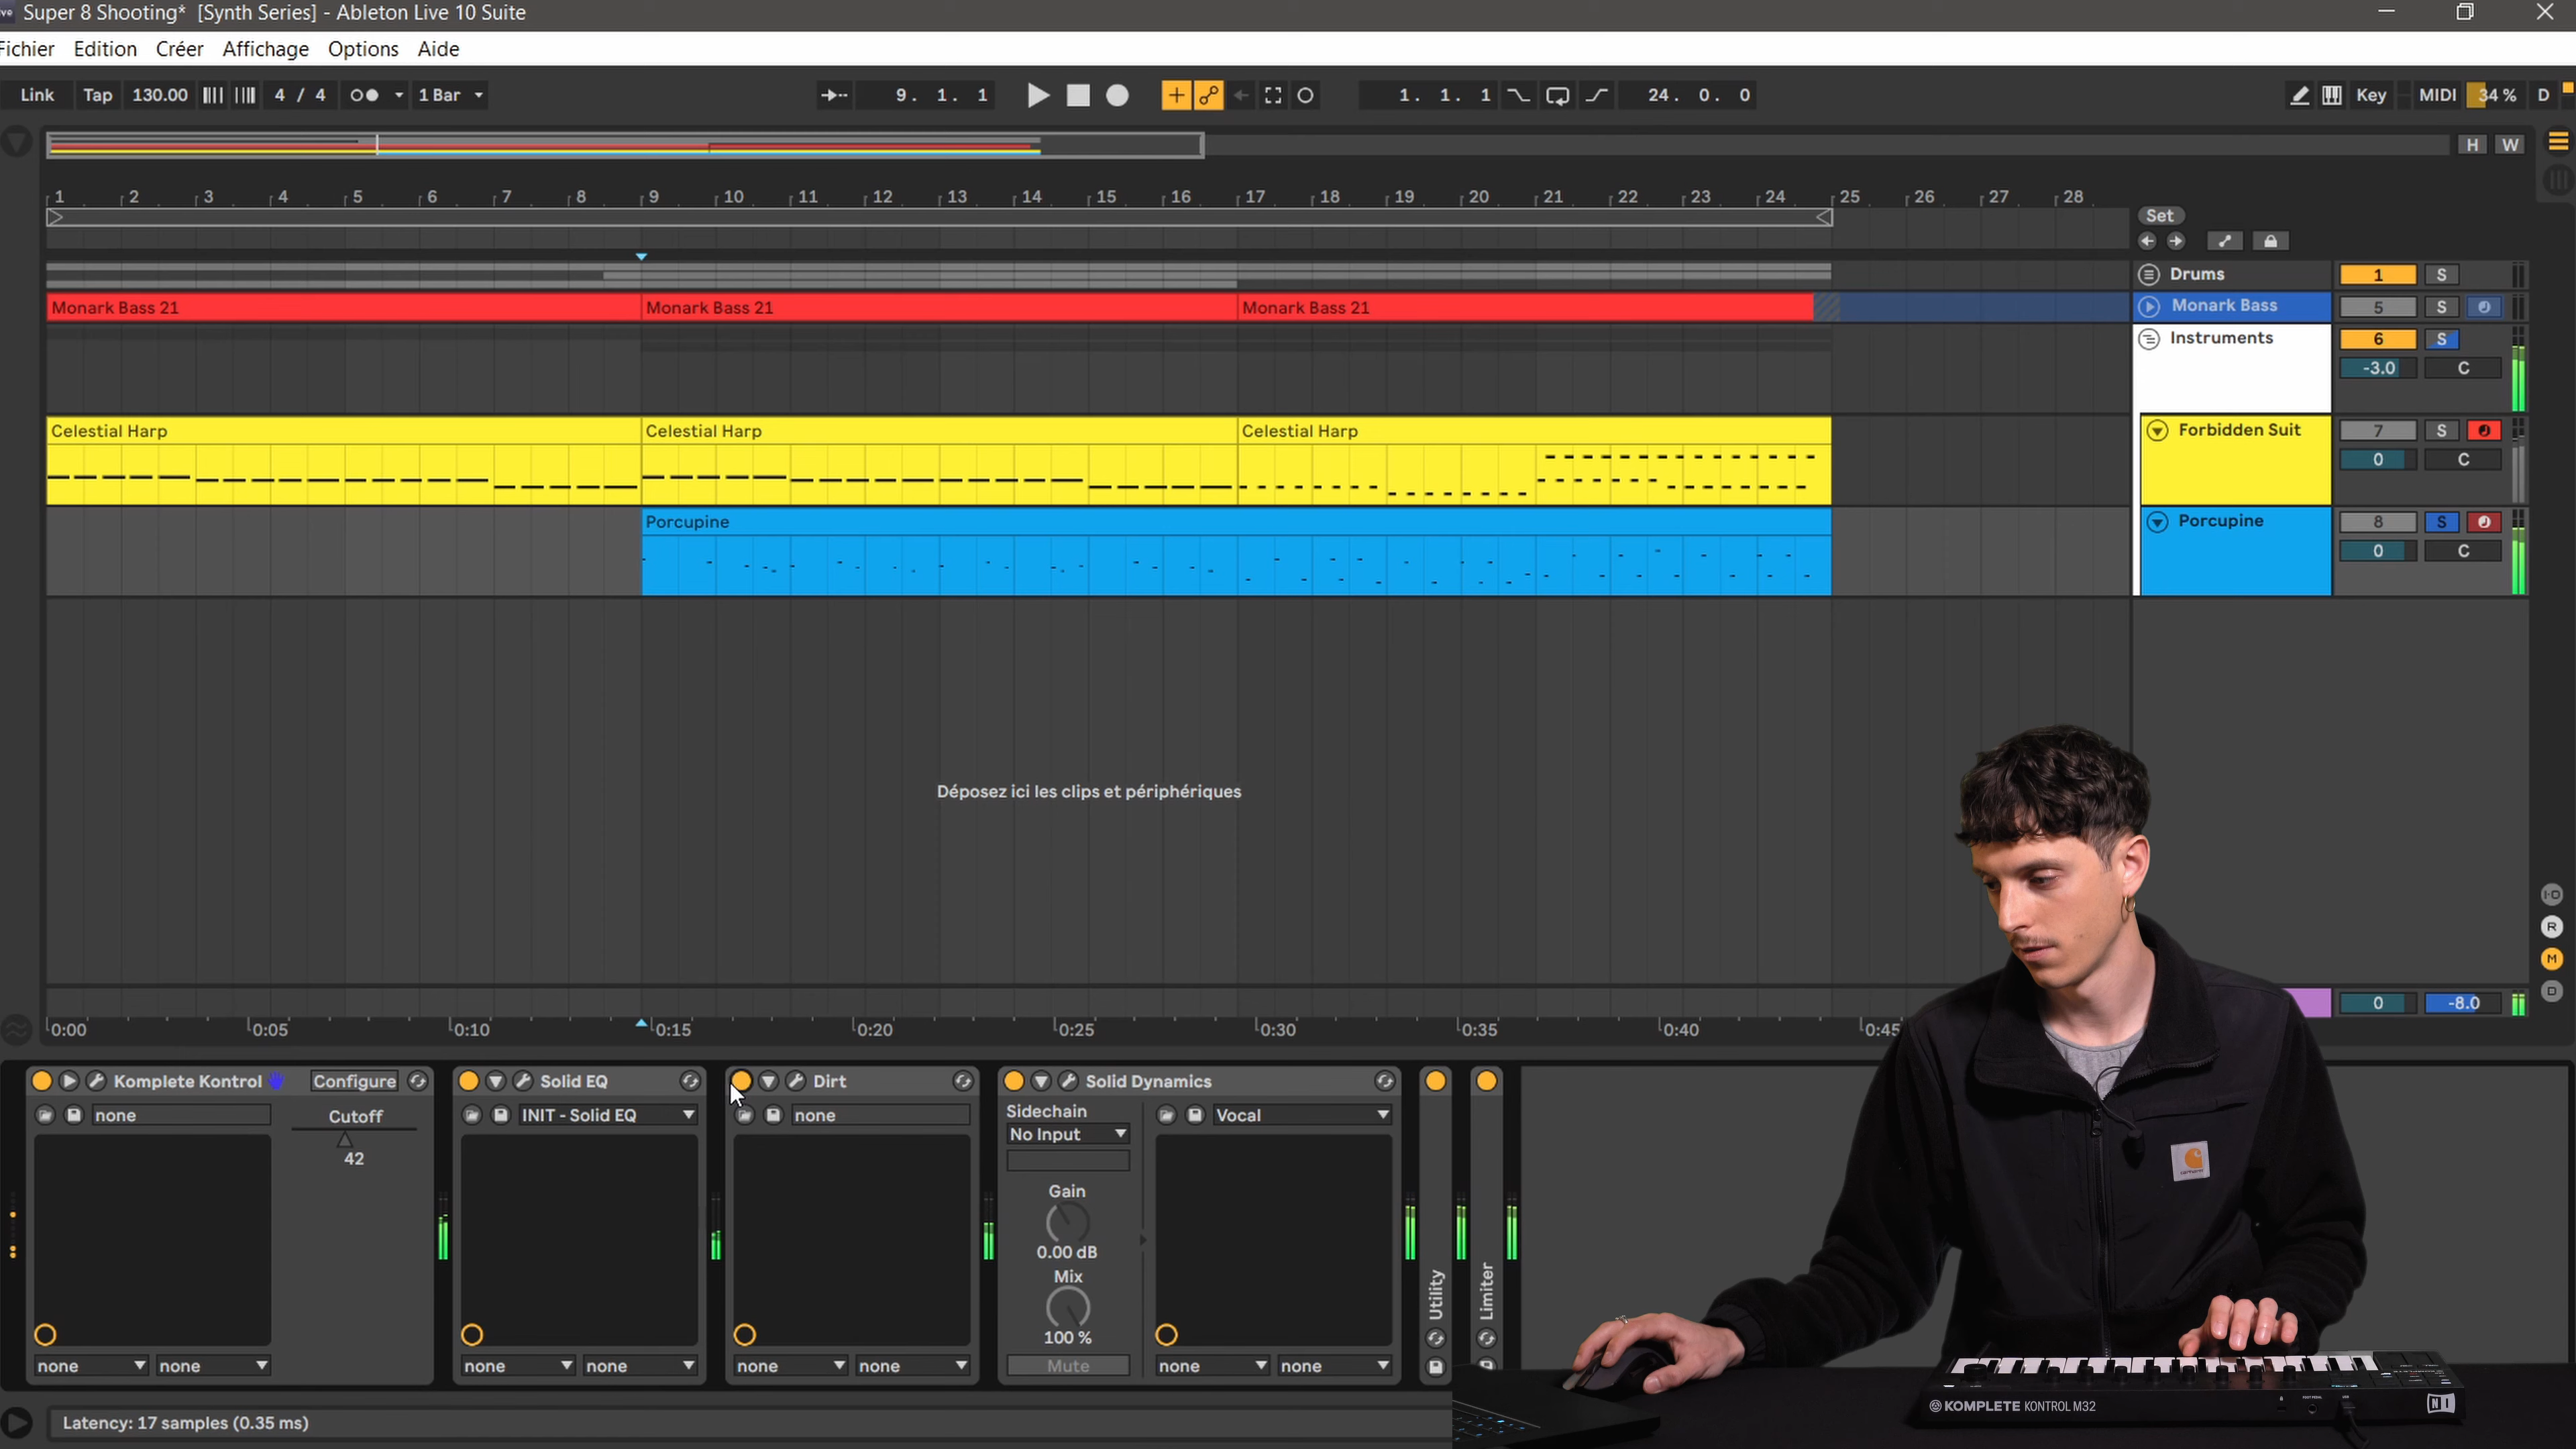 Super 8 Shooting* [Synth Series] - Ableton Live 10 Suite
Fichier Edition Créer Affichage Options Aide
Link Tap 130.00 4 / 4 1 Bar 9. 1. 1 1. 1. 1 24. 0. 0 Key MIDI 34 % D
H W
1 2 3 4 5 6 7 8 9 10 11 12 13 14 15 16 17 18 19 20 21 22 23 24 25 26 27 28
Set
Drums 1 S
Monark Bass 21 Monark Bass 21 Monark Bass 21 Monark Bass 5 S
Instruments 6 S
-3.0 C
Celestial Harp Celestial Harp Celestial Harp Forbidden Suit 7 S
0 C
Porcupine Porcupine 8 S
0 C
Déposez ici les clips et périphériques
I·O
R
M
D
0 -8.0
0:00 0:05 0:10 0:15 0:20 0:25 0:30 0:35 0:40 0:45
Komplete Kontrol Configure Solid EQ Dirt Solid Dynamics
none Cutoff INIT - Solid EQ none Sidechain Vocal
No Input
42
Gain
0.00 dB
Mix
100 %
Mute
Utility
Limiter
none none none none none none none none
Latency: 17 samples (0.35 ms)
carhartt
KOMPLETE KONTROL M32
NI